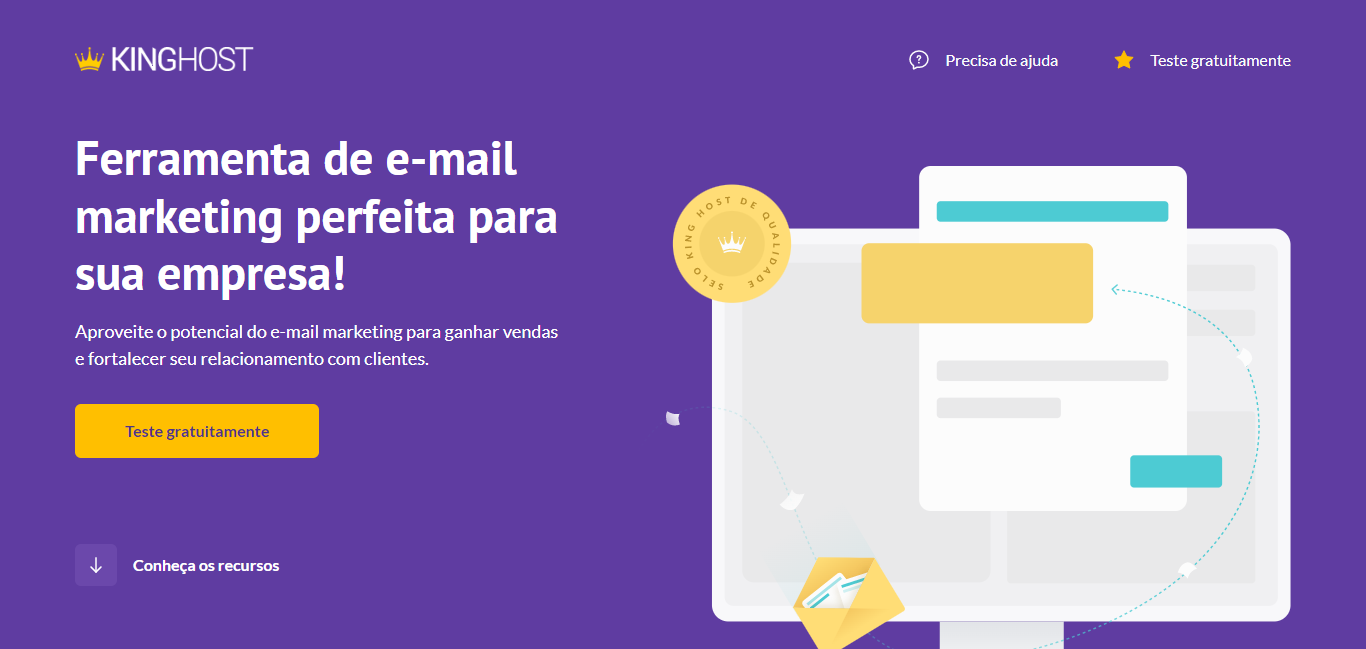 KINGHOST
Precisa de ajuda
Teste gratuitamente
Ferramenta de e-mail
marketing perfeita para
sua empresa!
Aproveite o potencial do e-mail marketing para ganhar vendas
e fortalecer seu relacionamento com clientes.
Teste gratuitamente
Conheça os recursos
SELO KING HOST DE QUALIDADE